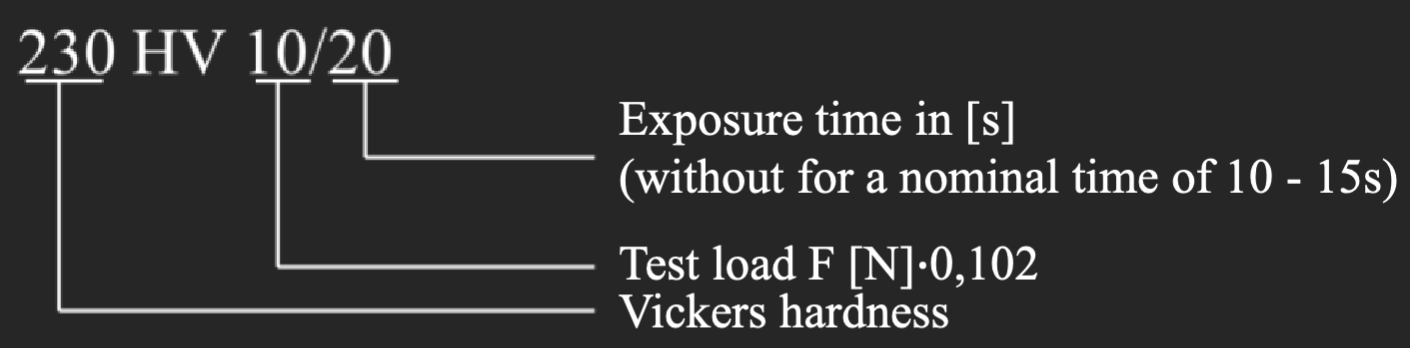 230 HV 10/20
Exposure time in [s]
(without for a nominal time of 10 - 15s)
Test load F [N]·0,102
Vickers hardness